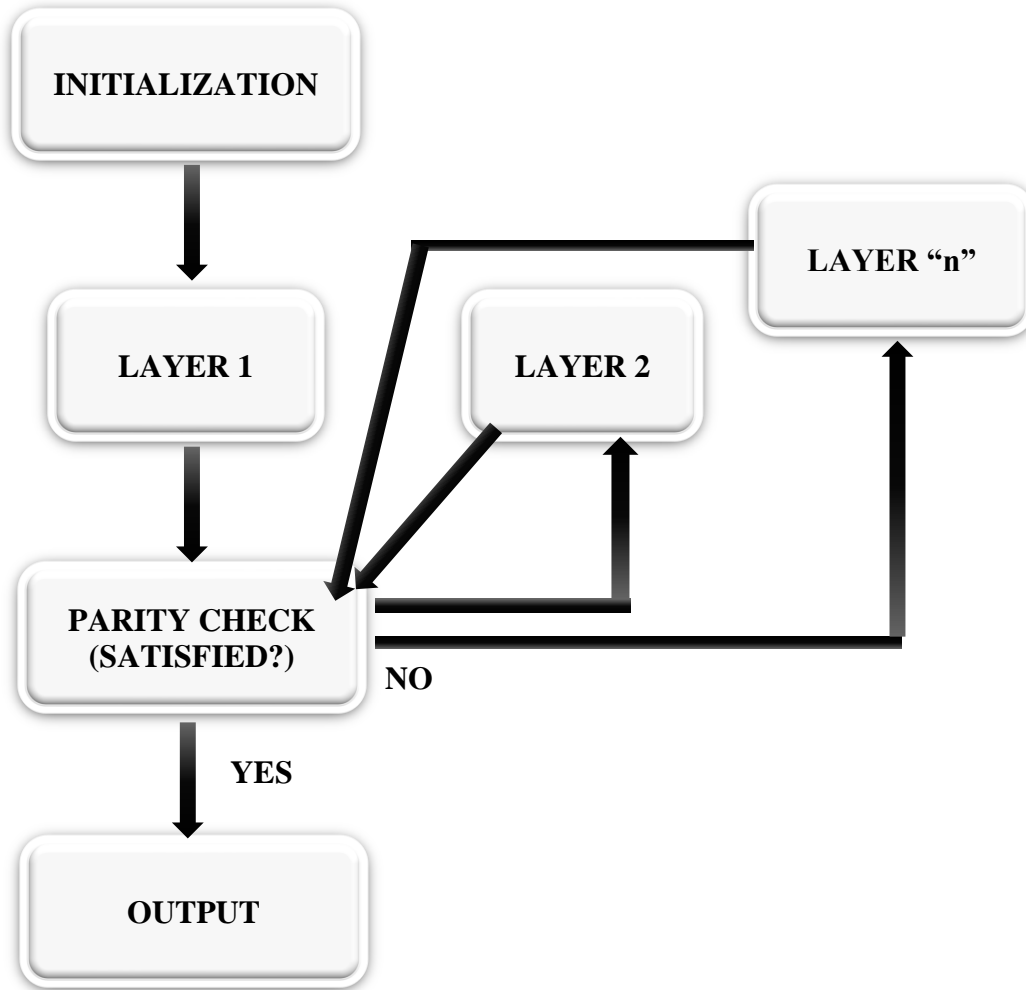 INITIALIZATION
LAYER “n”
LAYER 1
LAYER 2
PARITY CHECK
(SATISFIED?)
NO
YES
OUTPUT